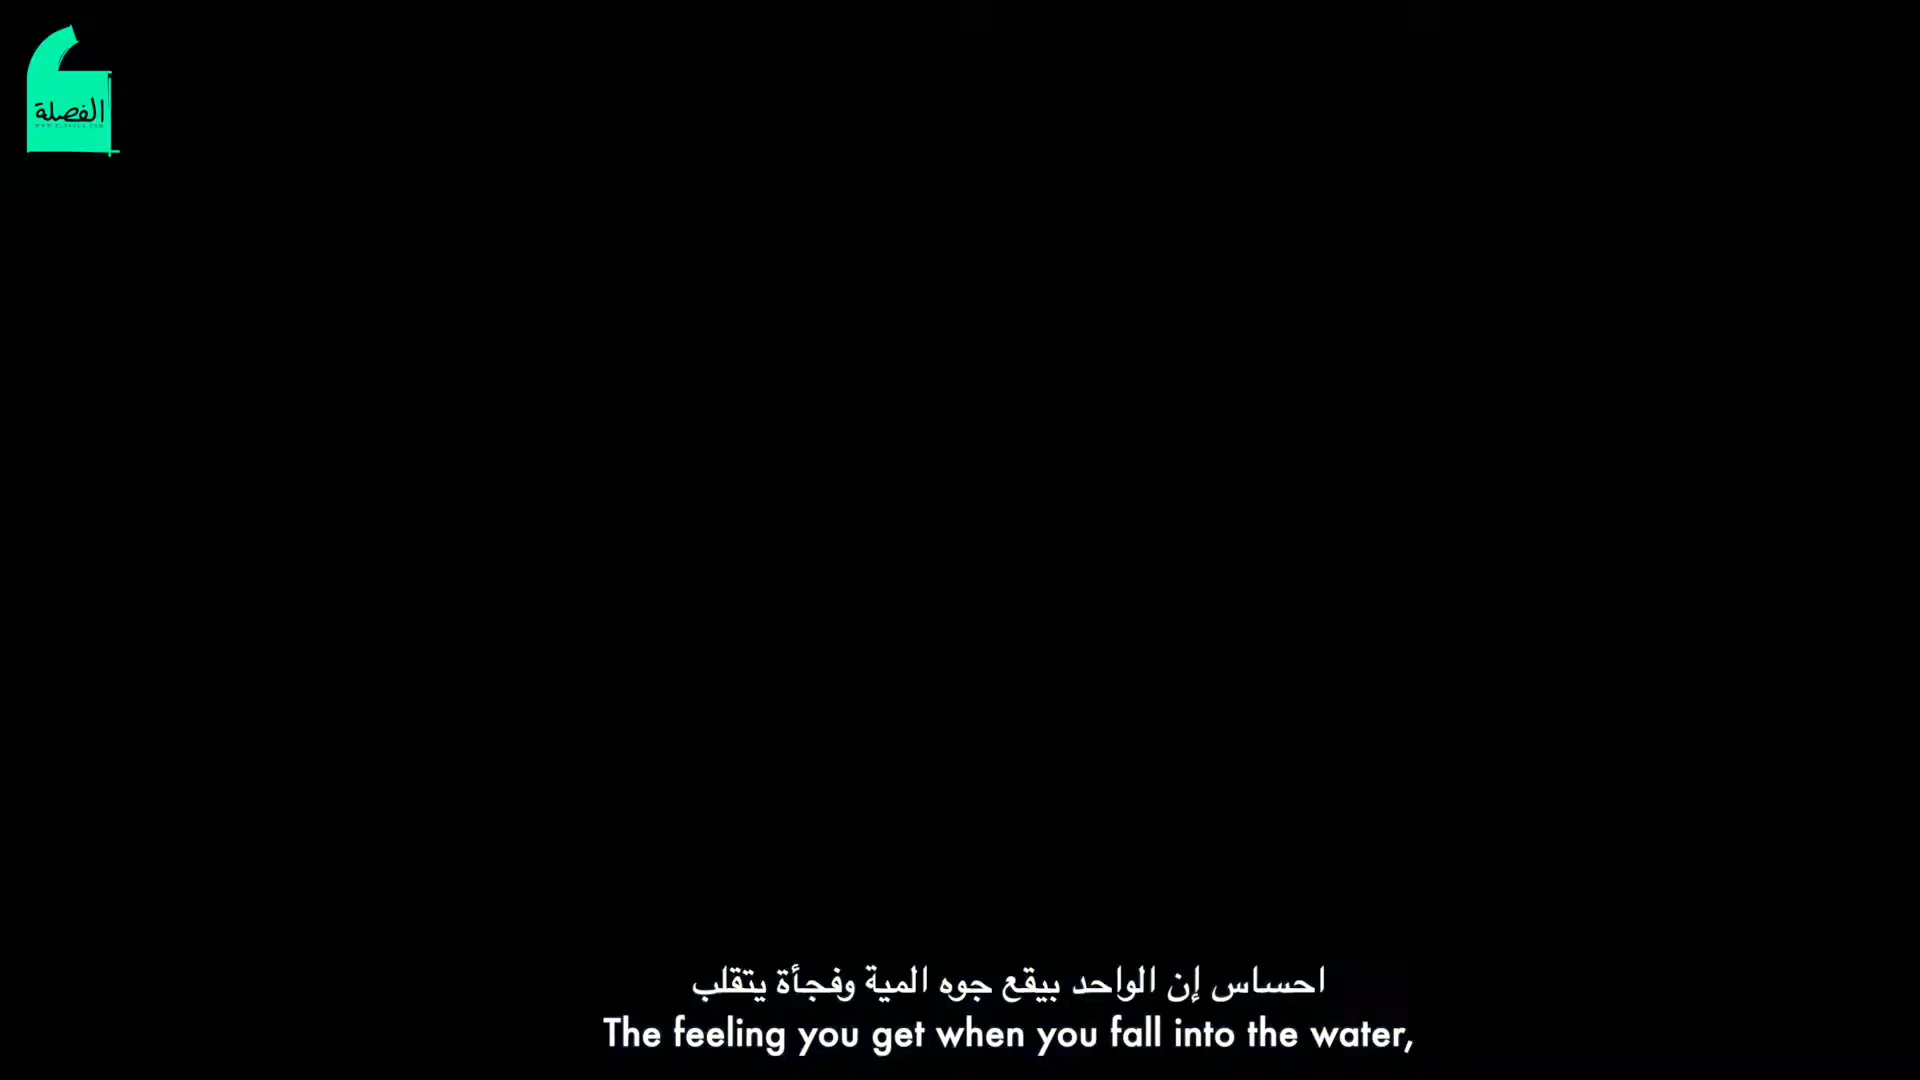 الفصلة
احساس إن الواحد بيقع جوه المية وفجأة يتقلب
The feeling you get when you fall into the water,